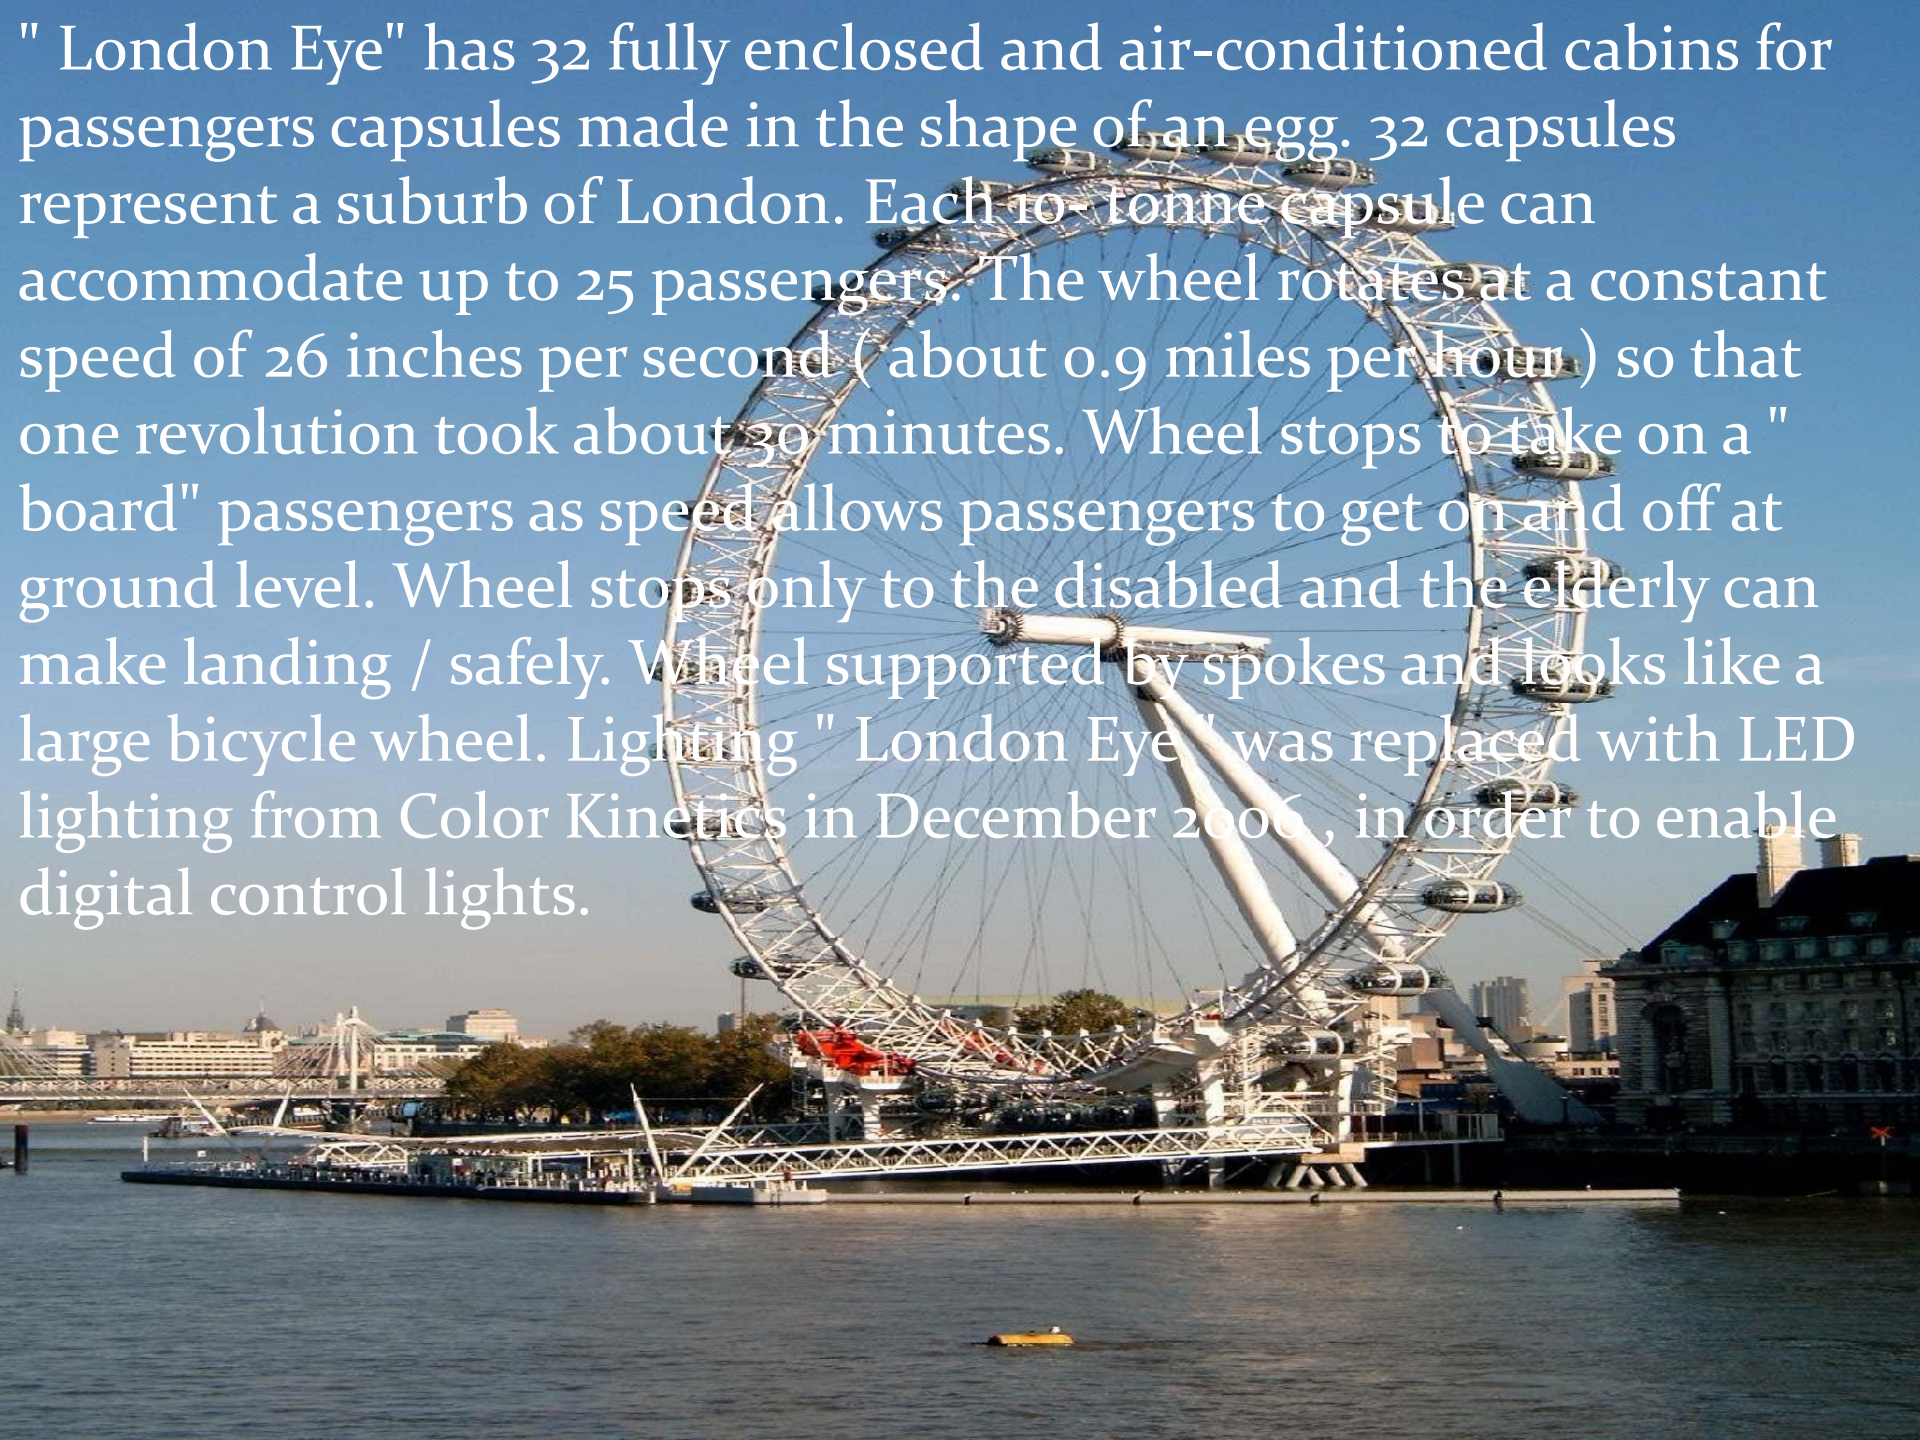 " London Eye" has 32 fully enclosed and air-conditioned cabins for
passengers capsules made in the shape of an egg. 32 capsules
represent a suburb of London. Each 10- tonne capsule can
accommodate up to 25 passengers. The wheel rotates at a constant
speed of 26 inches per second ( about 0.9 miles per hour ) so that
one revolution took about 30 minutes. Wheel stops to take on a "
board" passengers as speed allows passengers to get on and off at
ground level. Wheel stops only to the disabled and the elderly can
make landing / safely. Wheel supported by spokes and looks like a
large bicycle wheel. Lighting " London Eye " was replaced with LED
lighting from Color Kinetics in December 2006 , in order to enable
digital control lights.